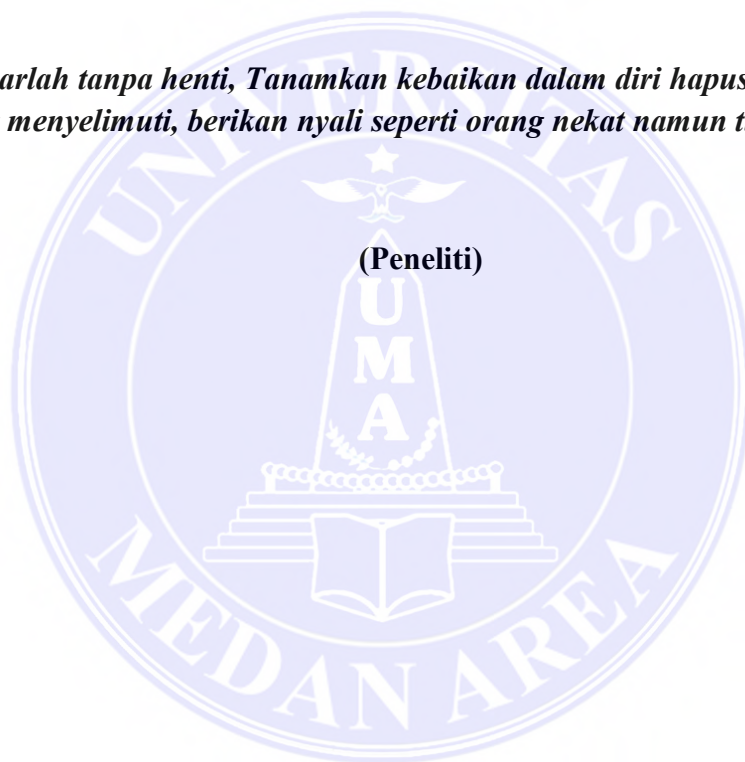 arlah tanpa henti, Tanamkan kebaikan dalam diri hapus
menyelimuti, berikan nyali seperti orang nekat namun
(Peneliti)
UNIVERSITAS
U
M
A
MEDAN AREA